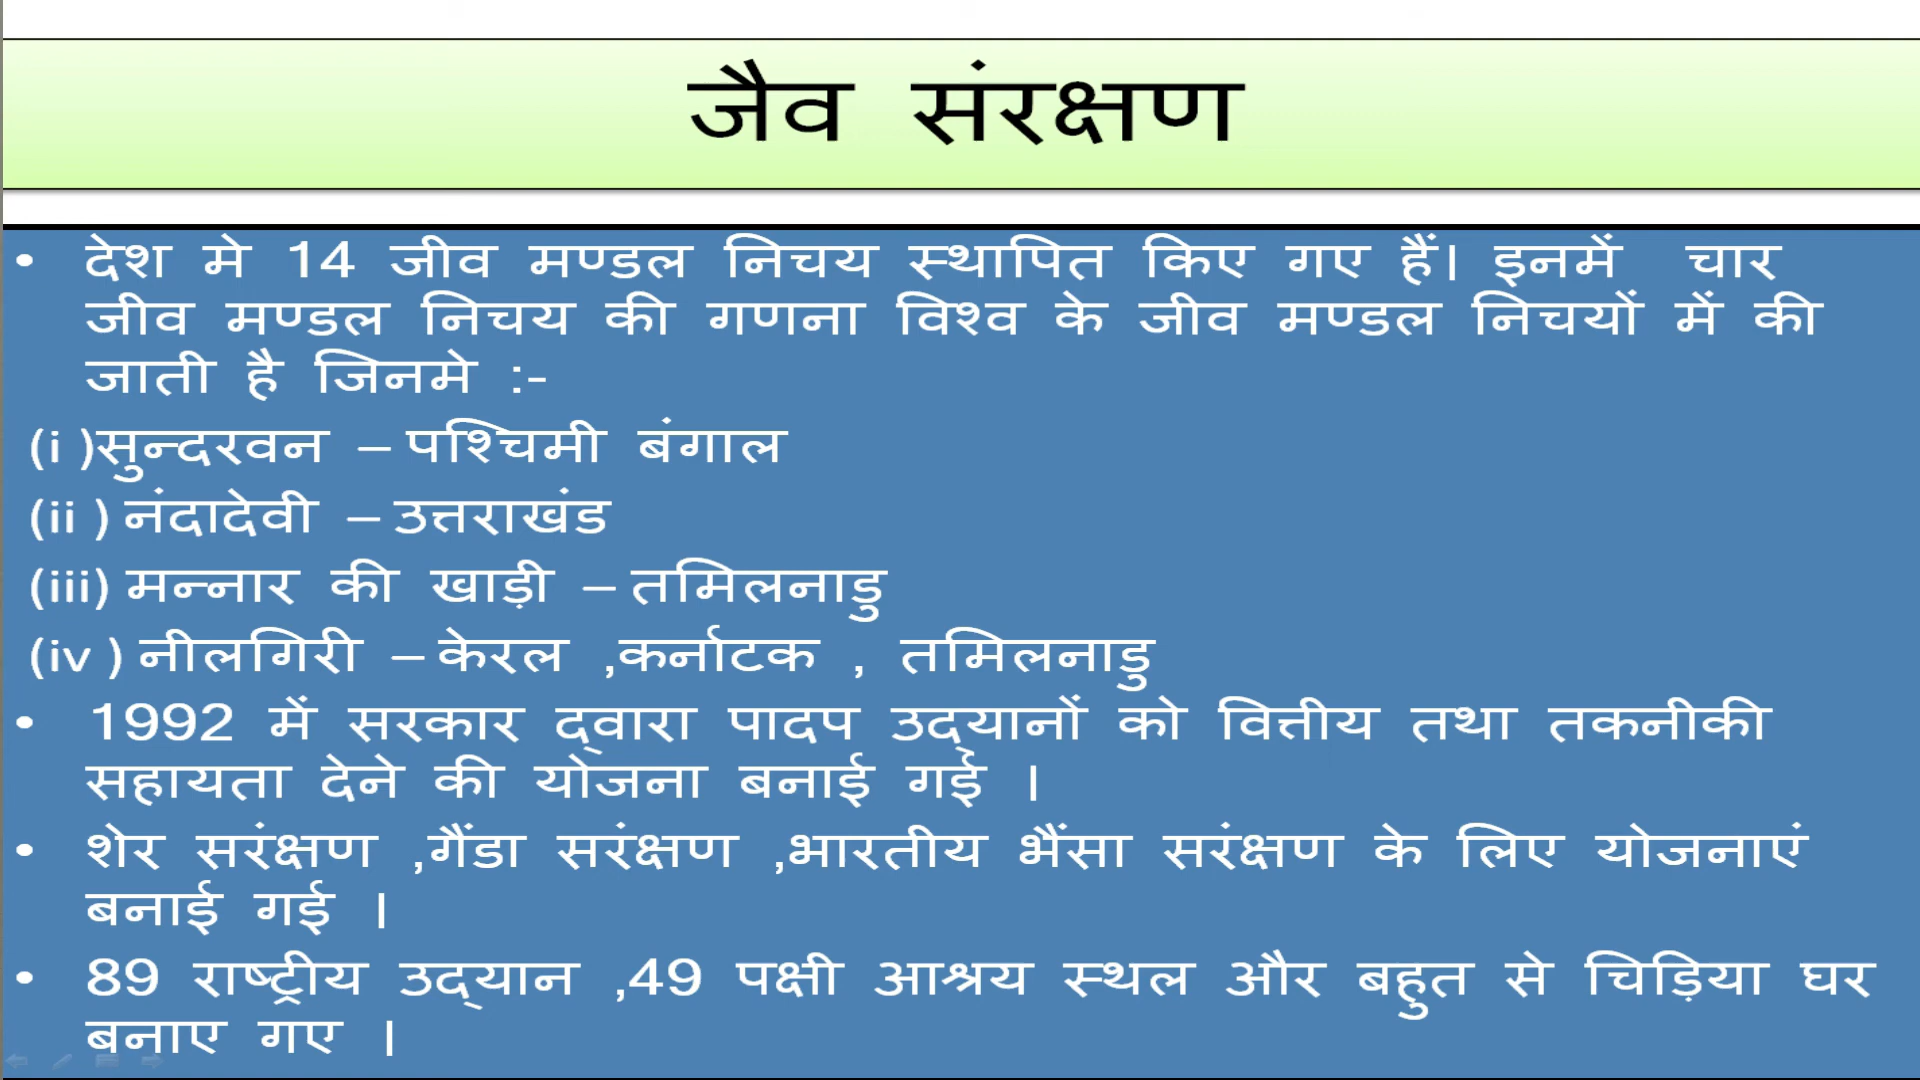 जैव संरक्षण
• देश मे 14 जीव मण्डल निचय स्थापित किए गए हैं। इनमें चार
जीव मण्डल निचय की गणना विश्व के जीव मण्डल निचयों में की
जाती है जिनमे :-
(i )सुन्दरवन – पश्चिमी बंगाल
(ii ) नंदादेवी – उत्तराखंड
(iii) मन्नार की खाड़ी – तमिलनाडु
(iv ) नीलगिरी – केरल ,कर्नाटक , तमिलनाडु
• 1992 में सरकार द्वारा पादप उद्यानों को वित्तीय तथा तकनीकी
सहायता देने की योजना बनाई गई ।
• शेर सरंक्षण ,गैंडा सरंक्षण ,भारतीय भैंसा सरंक्षण के लिए योजनाएं
बनाई गई ।
• 89 राष्ट्रीय उद्यान ,49 पक्षी आश्रय स्थल और बहुत से चिड़िया घर
बनाए गए ।